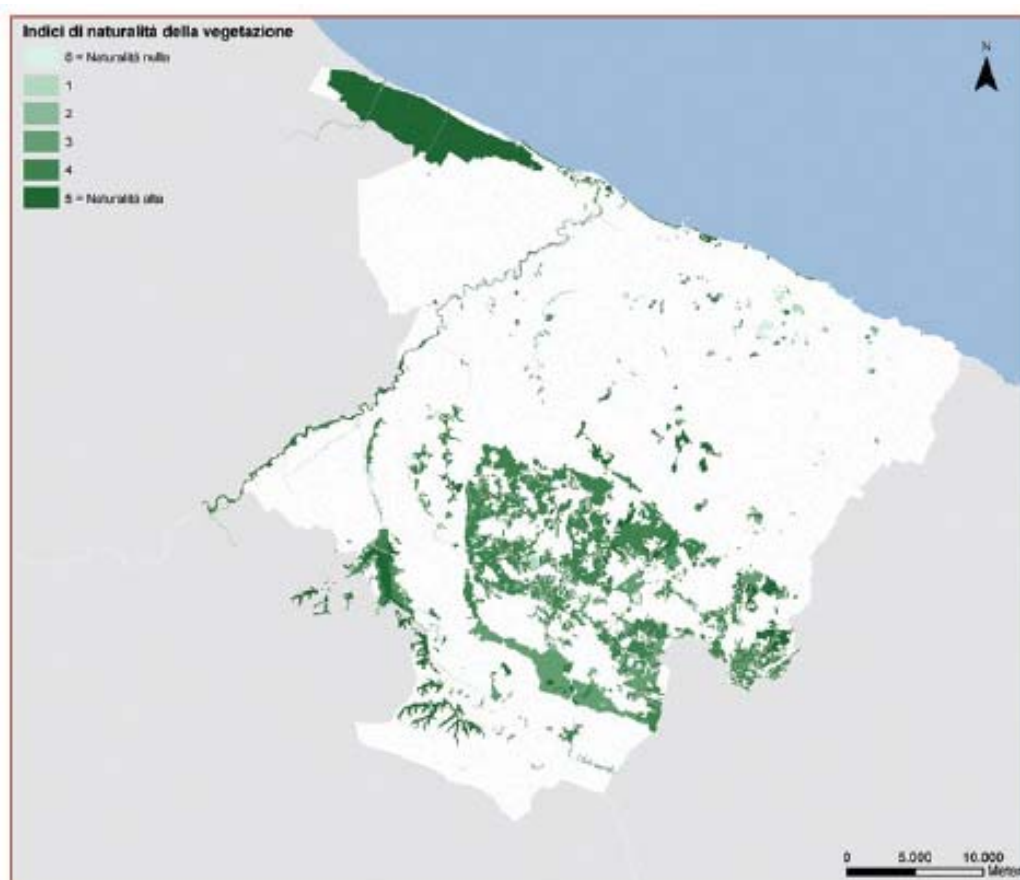 Indici di naturalità della vegetazione
0 = Naturalità nulla
1
2
3
4
5 = Naturalità alta
N
0 5.000 10.000
Meters